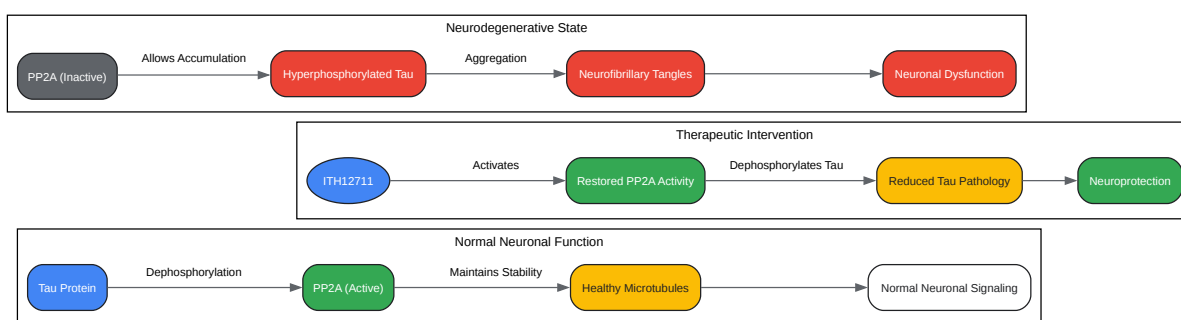 Neurodegenerative State
Allows Accumulation
Aggregation
PP2A (Inactive)
Hyperphosphorylated Tau
Neurofibrillary Tangles
Neuronal Dysfunction
Therapeutic Intervention
Activates
Dephosphorylates Tau
ITH12711
Restored PP2A Activity
Reduced Tau Pathology
Neuroprotection
Normal Neuronal Function
Dephosphorylation
Maintains Stability
Tau Protein
PP2A (Active)
Healthy Microtubules
Normal Neuronal Signaling